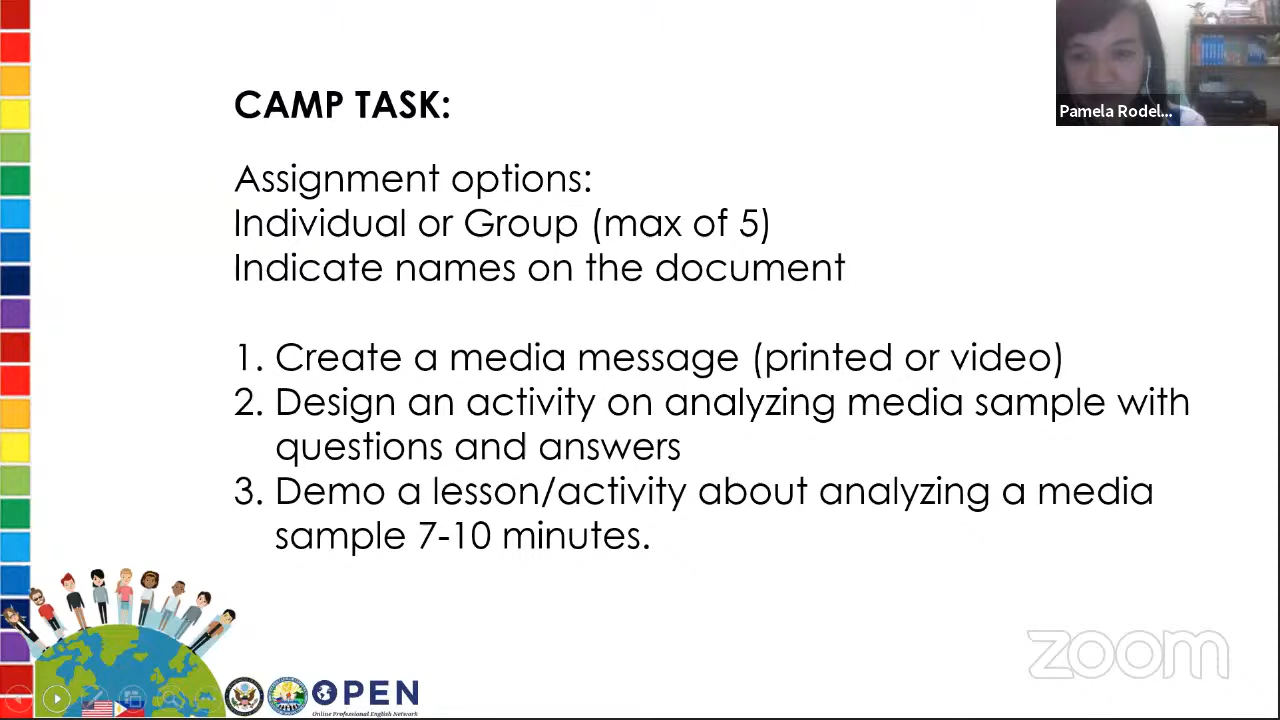 CAMP TASK:
Pamela Rodel...
Assignment options:
Individual or Group (max of 5)
Indicate names on the document
1. Create a media message (printed or video)
2. Design an activity on analyzing media sample with
questions and answers
3. Demo a lesson/activity about analyzing a media
sample 7-10 minutes.
zoom
OPEN
Online Professional English Network